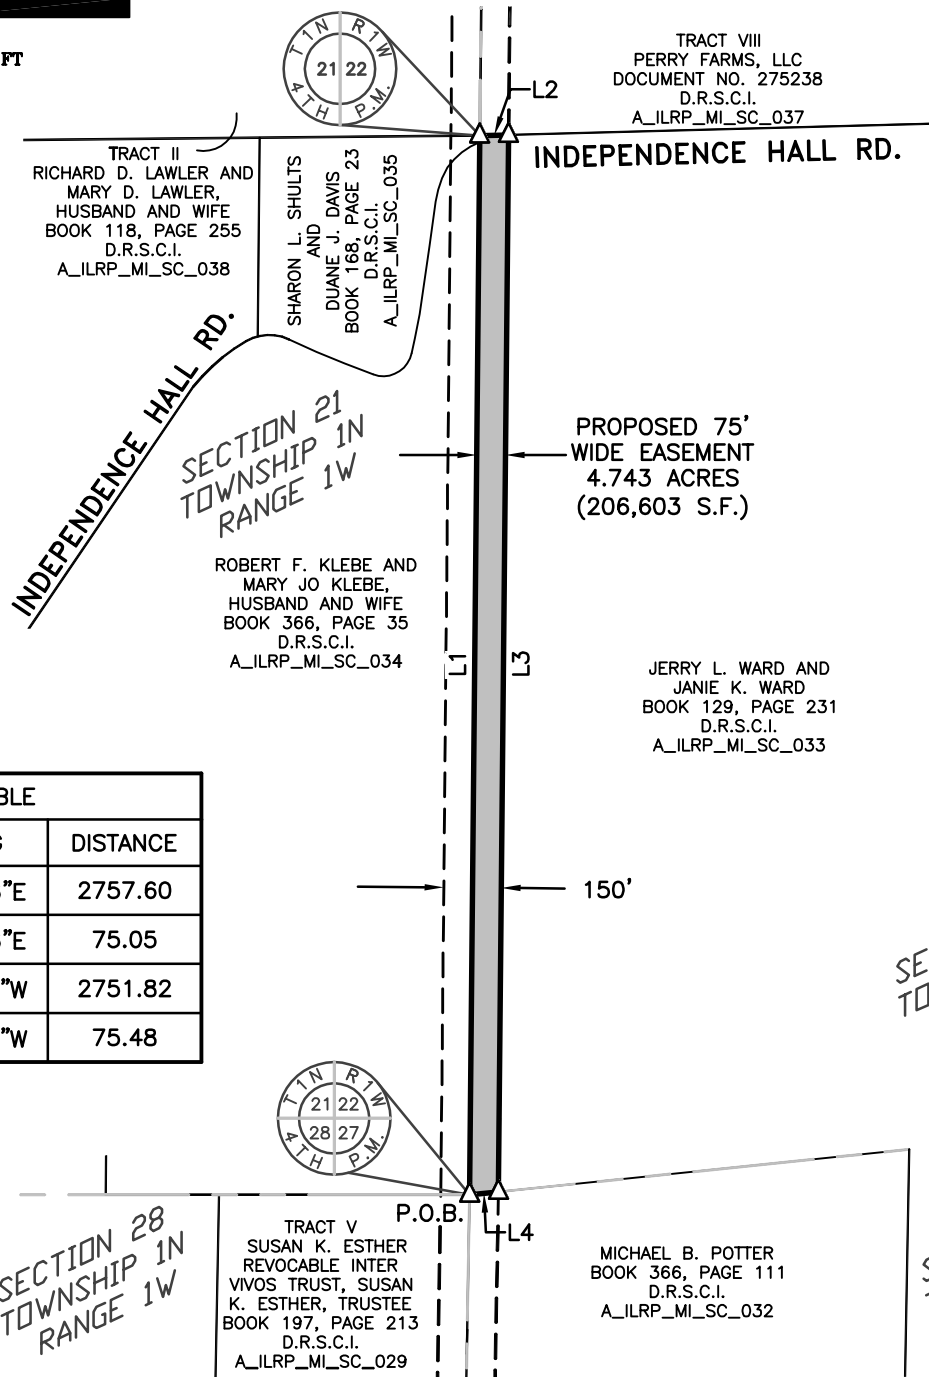 FT
T1N R1W
21 22
4TH P.M.
L2
TRACT VIII
PERRY FARMS, LLC
DOCUMENT NO. 275238
D.R.S.C.I.
A_ILRP_MI_SC_037
INDEPENDENCE HALL RD.
TRACT II
RICHARD D. LAWLER AND
MARY D. LAWLER,
HUSBAND AND WIFE
BOOK 118, PAGE 255
D.R.S.C.I.
A_ILRP_MI_SC_038
SHARON L. SHULTS
AND
DUANE J. DAVIS
BOOK 168, PAGE 23
D.R.S.C.I.
A_ILRP_MI_SC_035
INDEPENDENCE HALL RD.
SECTION 21
TOWNSHIP 1N
RANGE 1W
PROPOSED 75'
WIDE EASEMENT
4.743 ACRES
(206,603 S.F.)
ROBERT F. KLEBE AND
MARY JO KLEBE,
HUSBAND AND WIFE
BOOK 366, PAGE 35
D.R.S.C.I.
A_ILRP_MI_SC_034
L1
L3
JERRY L. WARD AND
JANIE K. WARD
BOOK 129, PAGE 231
D.R.S.C.I.
A_ILRP_MI_SC_033
BLE
DISTANCE
"E 2757.60
"E 75.05
"W 2751.82
"W 75.48
150'
SE
TO
T1N R1W
21 22
28 27
4TH P.M.
P.O.B.
L4
SECTION 28
TOWNSHIP 1N
RANGE 1W
TRACT V
SUSAN K. ESTHER
REVOCABLE INTER
VIVOS TRUST, SUSAN
K. ESTHER, TRUSTEE
BOOK 197, PAGE 213
D.R.S.C.I.
A_ILRP_MI_SC_029
MICHAEL B. POTTER
BOOK 366, PAGE 111
D.R.S.C.I.
A_ILRP_MI_SC_032